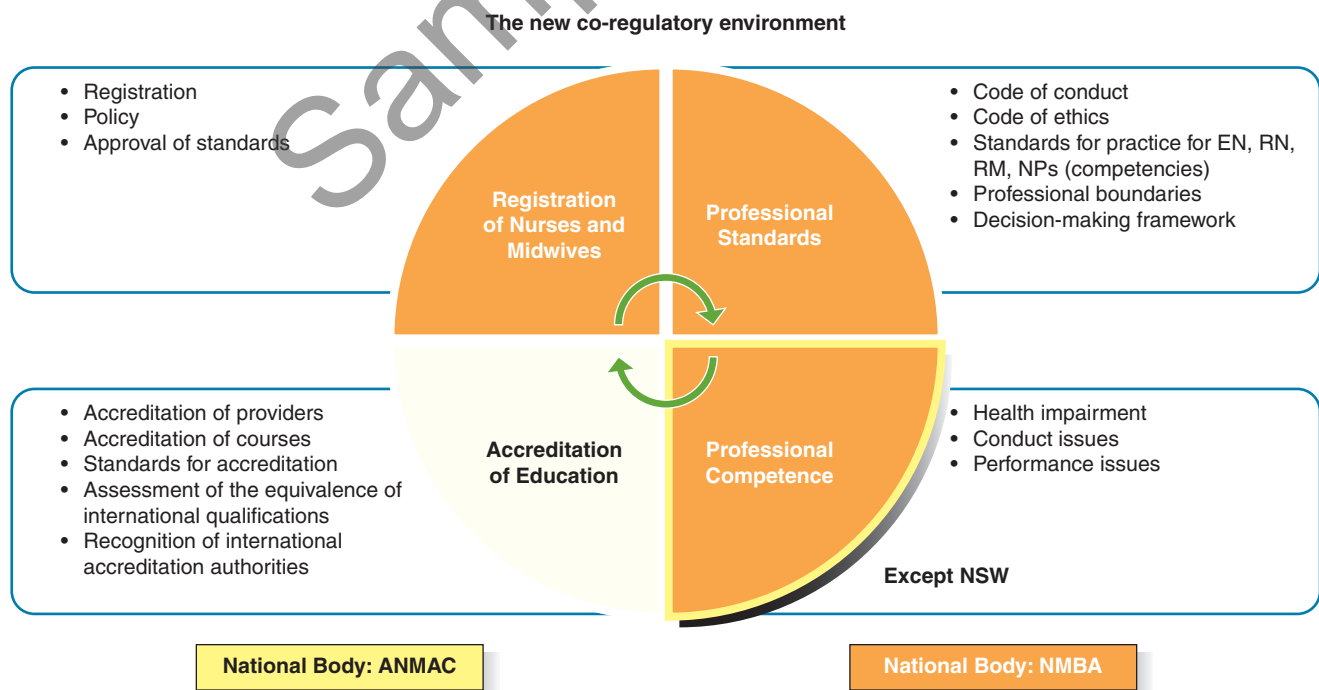 The new co-regulatory environment
• Registration
• Policy
• Approval of standards
Registration
of Nurses and
Midwives
Professional
Standards
• Code of conduct
• Code of ethics
• Standards for practice for EN, RN,
RM, NPs (competencies)
• Professional boundaries
• Decision-making framework
• Accreditation of providers
• Accreditation of courses
• Standards for accreditation
• Assessment of the equivalence of
international qualifications
• Recognition of international
accreditation authorities
Accreditation
of Education
Professional
Competence
• Health impairment
• Conduct issues
• Performance issues
Except NSW
National Body: ANMAC
National Body: NMBA